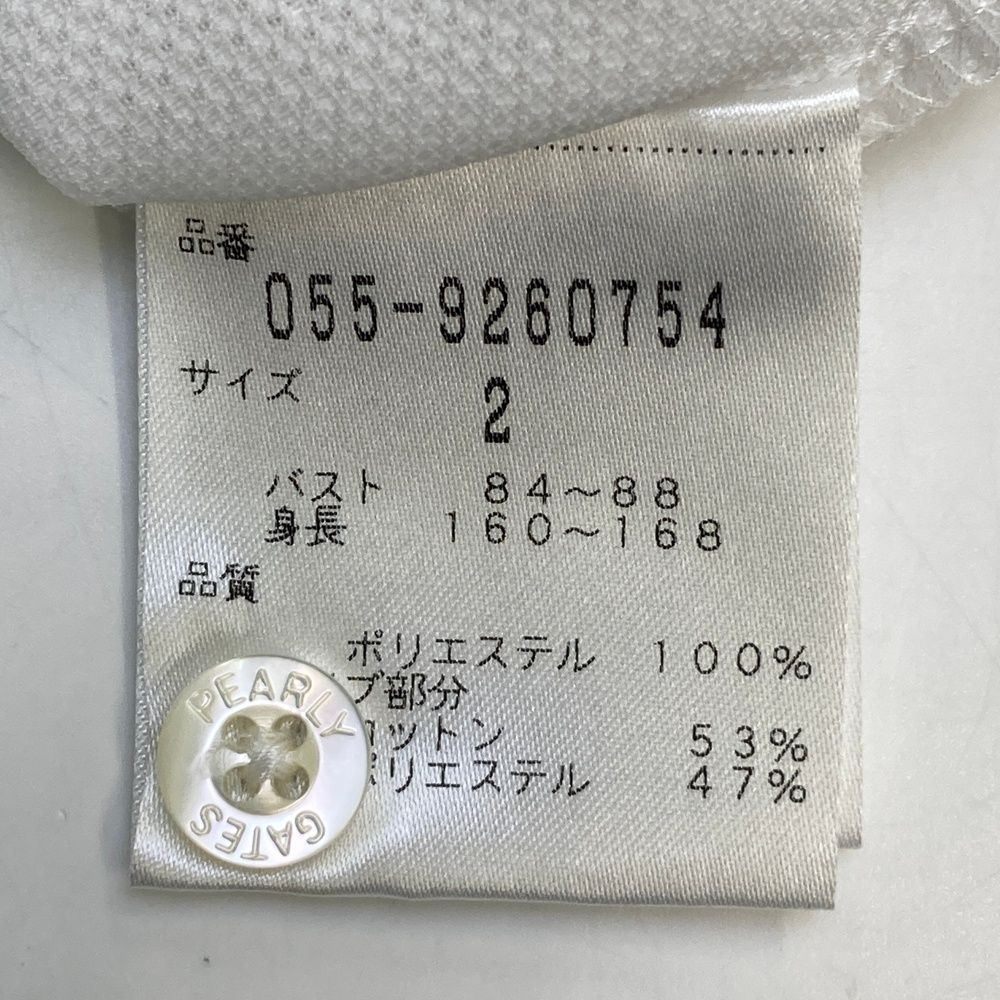 品番
055-9260754
サイズ
2
バスト 84～88
身長 160～168
品質
ポリエステル 100%
ブ部分
コットン 53%
ポリエステル 47%
PEARLY
GATES